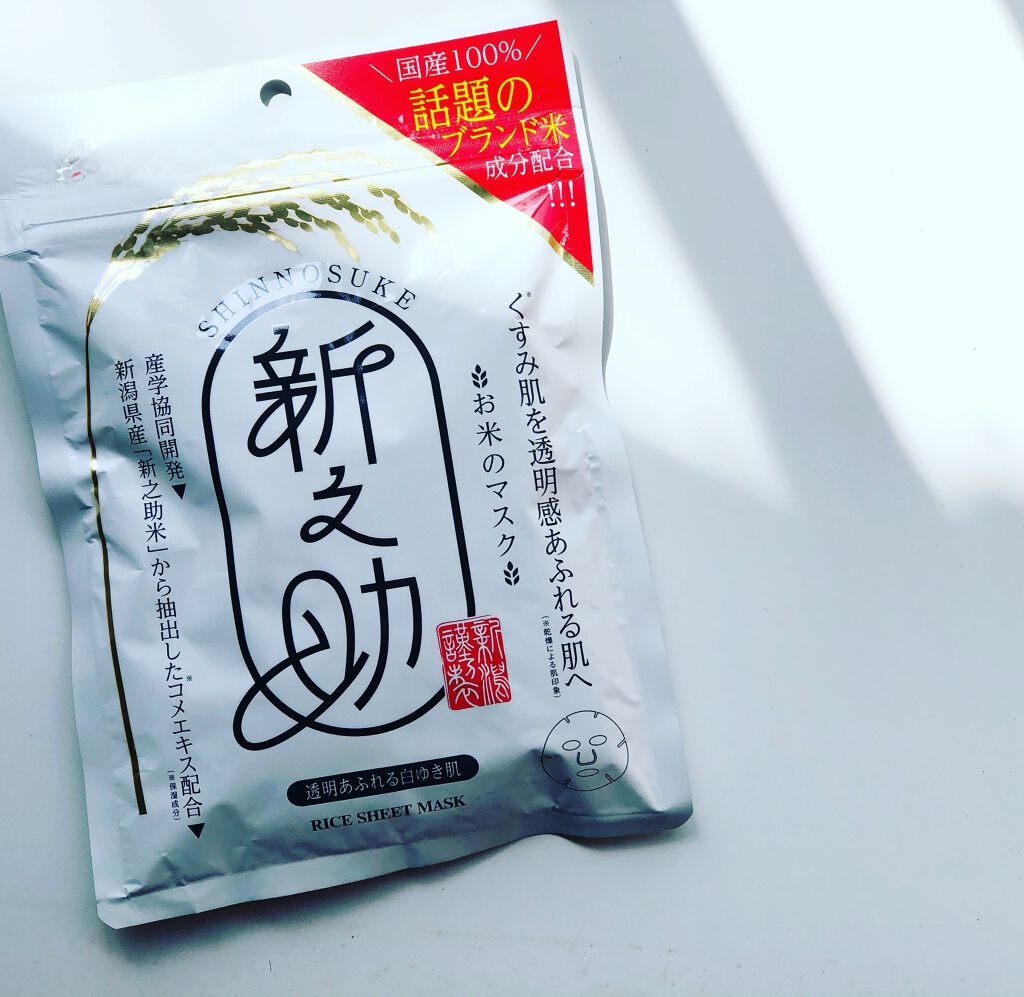 ＼国産100%／
話題の
ブランド米
成分配合
!!!
SHINNOSUKE
新之助
くすみ※肌を透明感あふれる肌へ
(※乾燥による肌印象)
お米のマスク
産学協同開発▼
新潟県産「新之助米」から抽出したコメエキス※配合▼
(※保湿成分)
新潟
謹製
透明あふれる白ゆき肌
RICE SHEET MASK